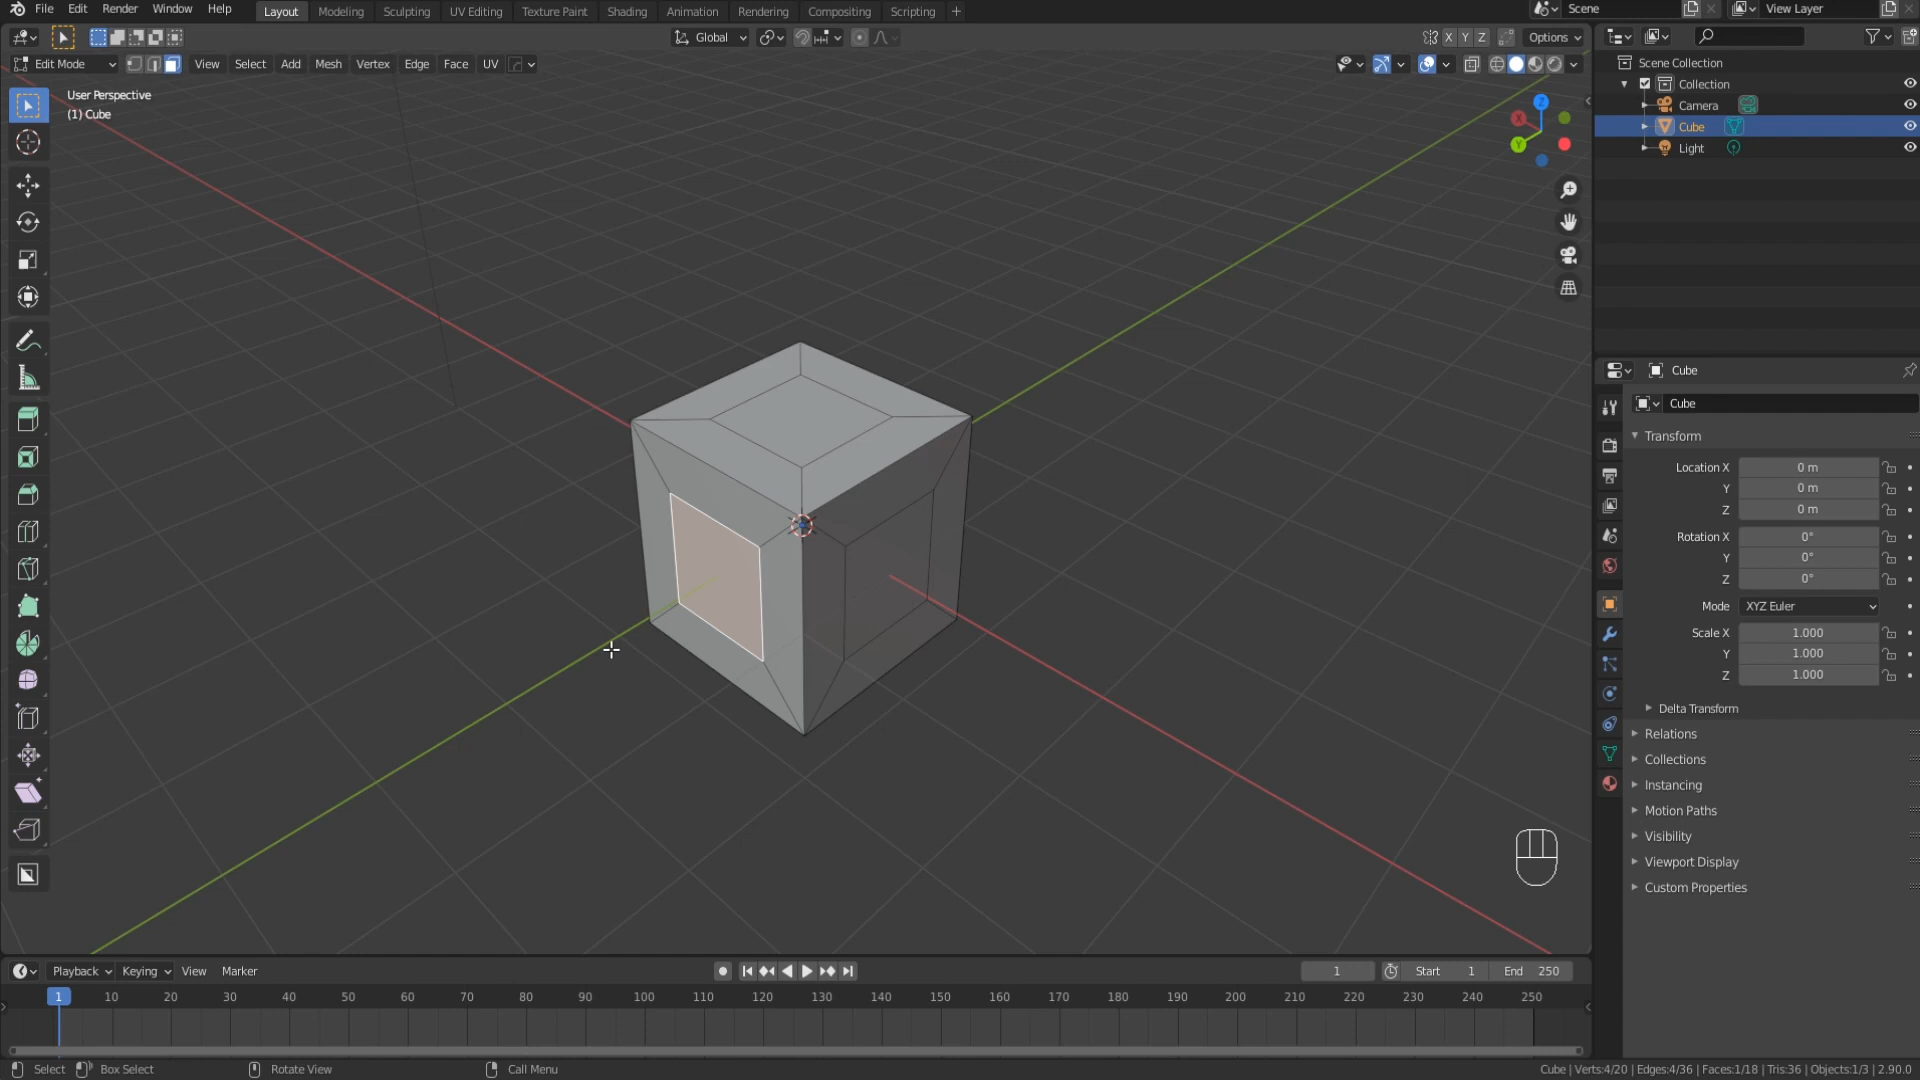 File Edit Render Window Help Layout Modeling Sculpting UV Editing Texture Paint Shading Animation Rendering Compositing Scripting + Scene View Layer
Global X Y Z Options
Edit Mode View Select Add Mesh Vertex Edge Face UV
User Perspective
(1) Cube
Z
X
Y
Scene Collection
Collection
Camera
Cube
Light
Cube
Cube
Transform
Location X 0 m
Y 0 m
Z 0 m
Rotation X 0°
Y 0°
Z 0°
Mode XYZ Euler
Scale X 1.000
Y 1.000
Z 1.000
Delta Transform
Relations
Collections
Instancing
Motion Paths
Visibility
Viewport Display
Custom Properties
Playback Keying View Marker 1 Start 1 End 250
1 10 20 30 40 50 60 70 80 90 100 110 120 130 140 150 160 170 180 190 200 210 220 230 240 250
Select Box Select Rotate View Call Menu Cube | Verts:4/20 | Edges:4/36 | Faces:1/18 | Tris:36 | Objects:1/3 | 2.90.0